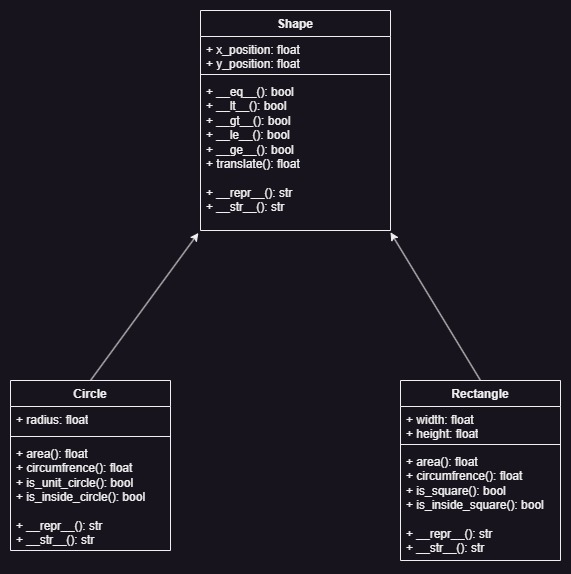 Shape
+ x_position: float
+ y_position: float
+ __eq__(): bool
+ __lt__(): bool
+ __gt__(): bool
+ __le__(): bool
+ __ge__(): bool
+ translate(): float
+ __repr__(): str
+ __str__(): str
Circle
+ radius: float
+ area(): float
+ circumfrence(): float
+ is_unit_circle(): bool
+ is_inside_circle(): bool
+ __repr__(): str
+ __str__(): str
Rectangle
+ width: float
+ height: float
+ area(): float
+ circumfrence(): float
+ is_square(): bool
+ is_inside_square(): bool
+ __repr__(): str
+ __str__(): str